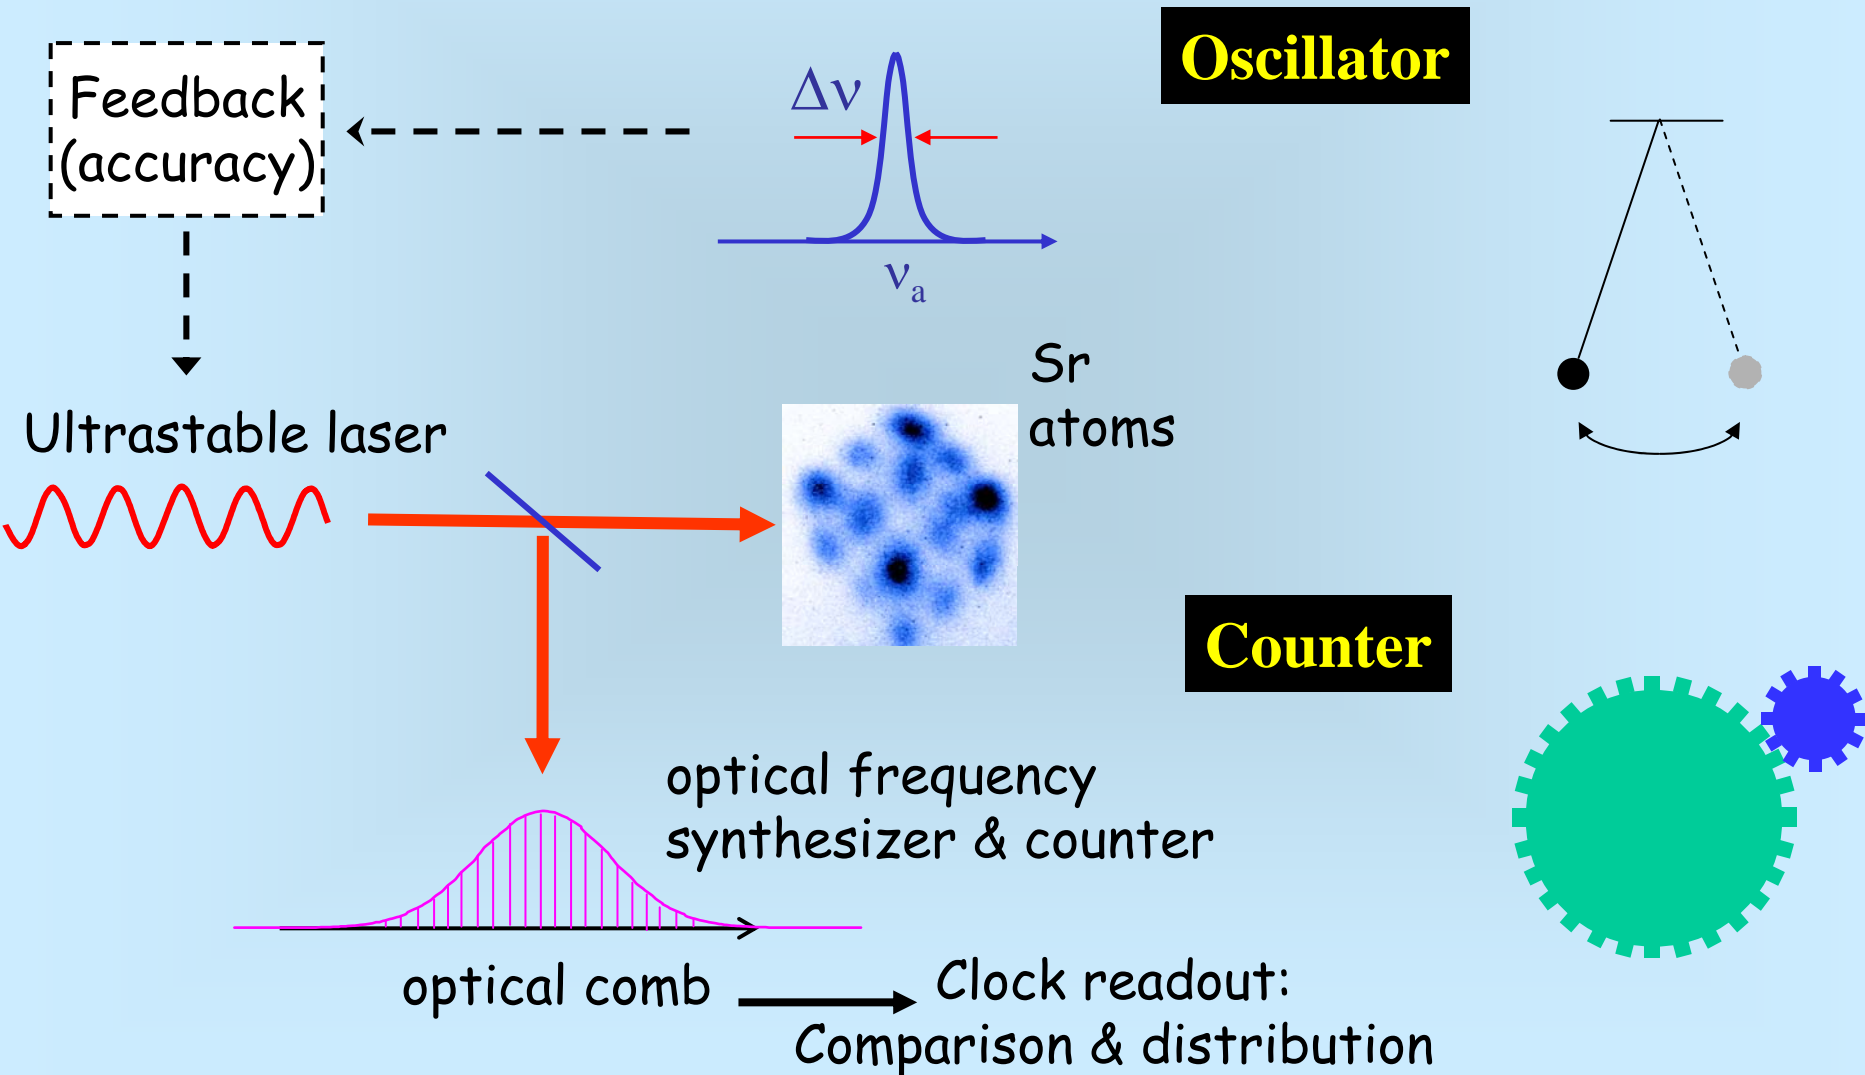 Oscillator
Feedback
(accuracy)
Δν
νa
Sr
atoms
Ultrastable laser
Counter
optical frequency
synthesizer & counter
optical comb
Clock readout:
Comparison & distribution